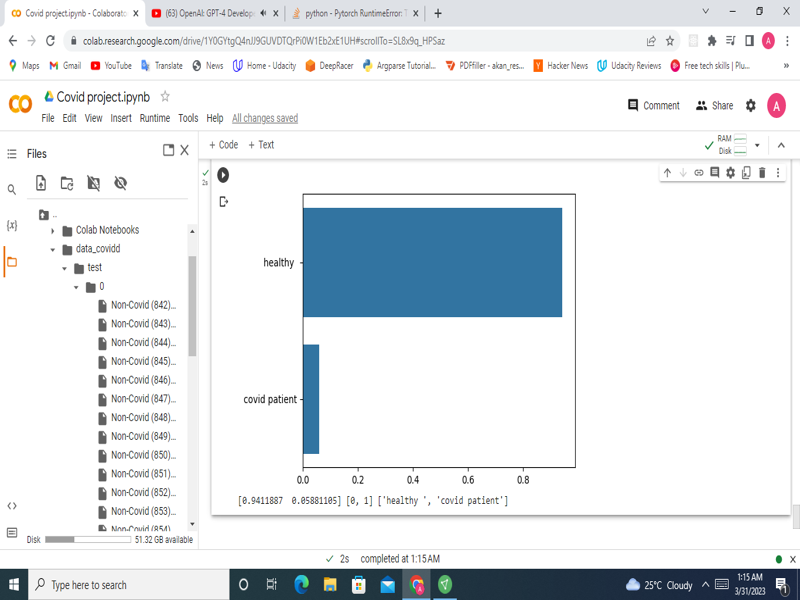 Covid project.ipynb - Colaborato
(63) OpenAI: GPT-4 Develop
python - Pytorch RuntimeError: T
colab.research.google.com/drive/1Y0GYtgQ4nJJ9GUVDTQrPi0W1Eb2xE1UH#scrollTo=SL8x9q_HPSaz
A
Maps
Gmail
YouTube
Translate
News
Home - Udacity
DeepRacer
Argparse Tutorial...
PDFfiller - akan_res...
Hacker News
Udacity Reviews
Free tech skills | Plu...
»
Covid project.ipynb
Comment
Share
A
File Edit View Insert Runtime Tools Help All changes saved
Files
+ Code + Text
RAM
Disk
2s
{x}
..
Colab Notebooks
data_covidd
test
0
Non-Covid (842)...
Non-Covid (843)...
Non-Covid (844)...
Non-Covid (845)...
Non-Covid (846)...
Non-Covid (847)...
Non-Covid (848)...
Non-Covid (849)...
Non-Covid (850)...
Non-Covid (851)...
Non-Covid (852)...
Non-Covid (853)...
Non-Covid (854)
Disk 51.32 GB available
healthy
covid patient
0.0 0.2 0.4 0.6 0.8
[0.9411887 0.05881105] [0, 1] ['healthy ', 'covid patient']
2s completed at 1:15 AM
Type here to search
25°C Cloudy
1:15 AM
3/31/2023
1